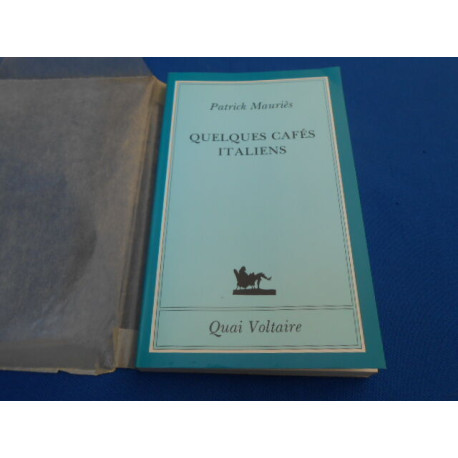 Patrick Mauriès
QUELQUES CAFÉS
ITALIENS
Quai Voltaire